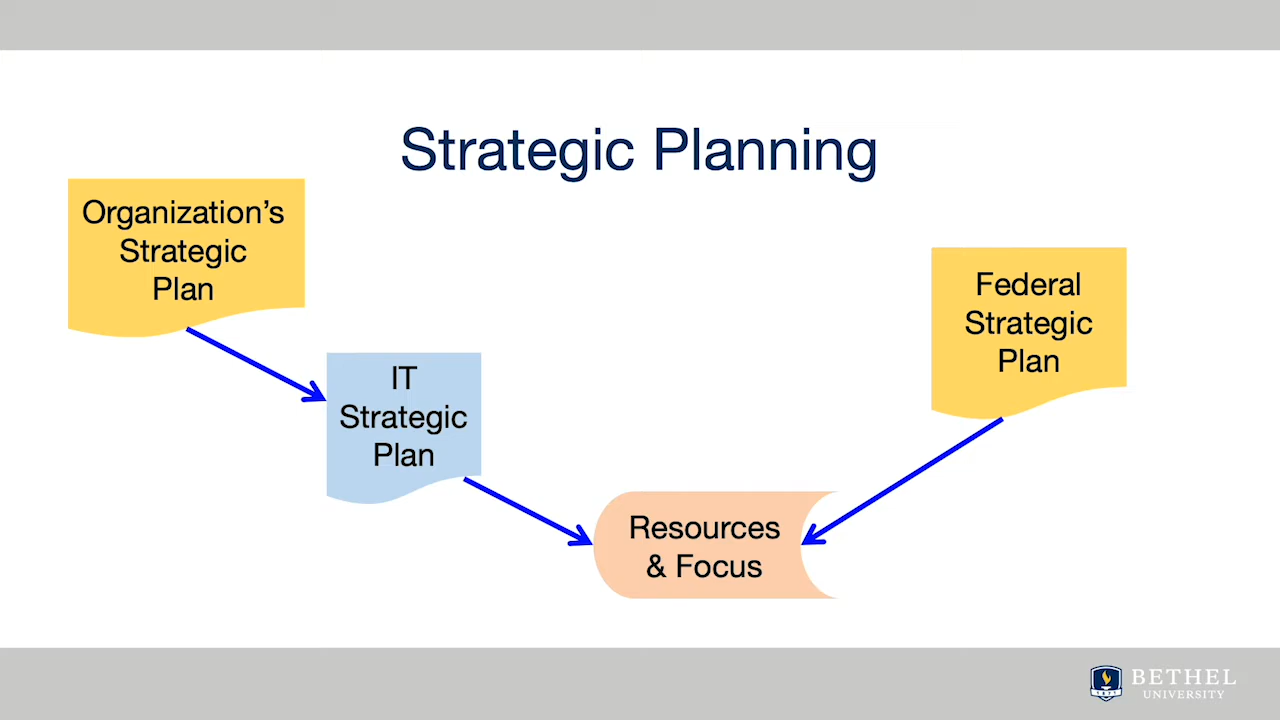 Strategic Planning
Organization’s
Strategic
Plan
IT
Strategic
Plan
Federal
Strategic
Plan
Resources
& Focus
BETHEL
UNIVERSITY